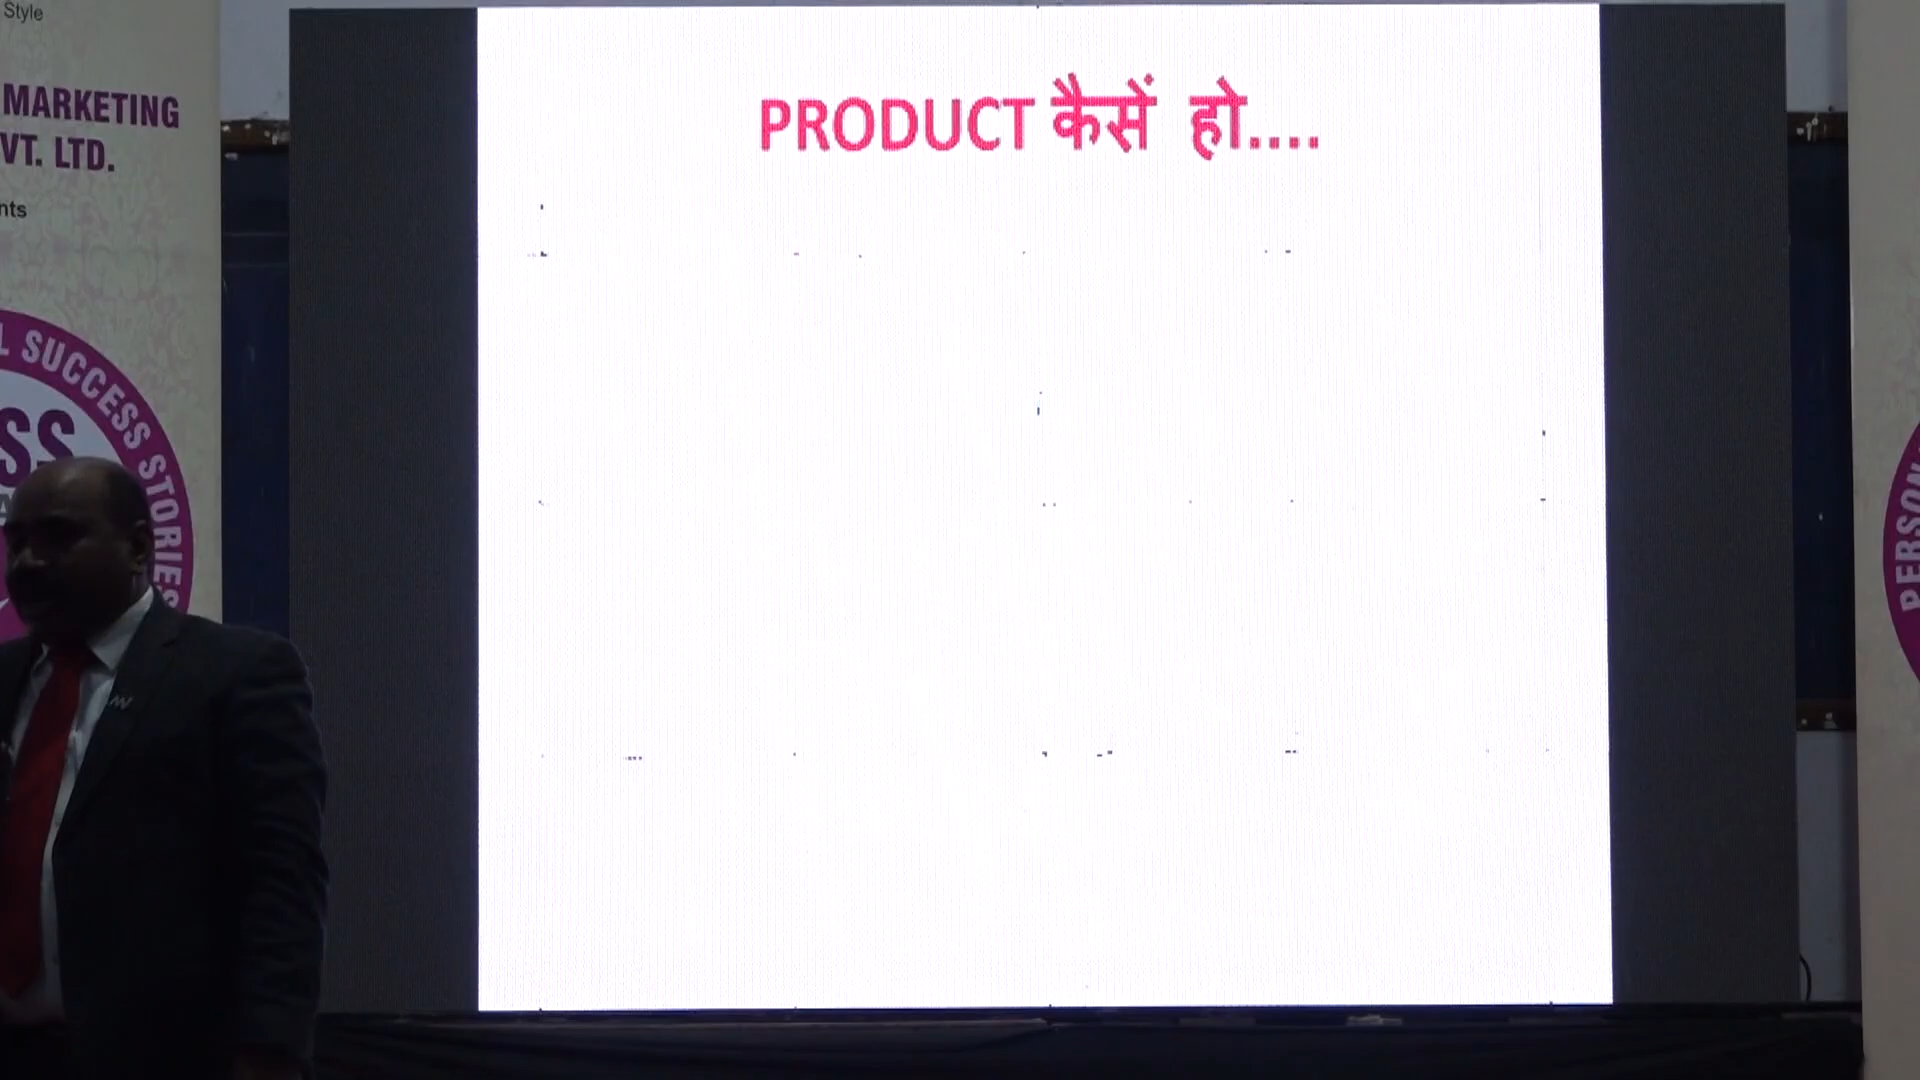 Style
MARKETING
VT. LTD.
nts
L SUCCESS STORIES
SS
PRODUCT कैसें हो....
PERSON